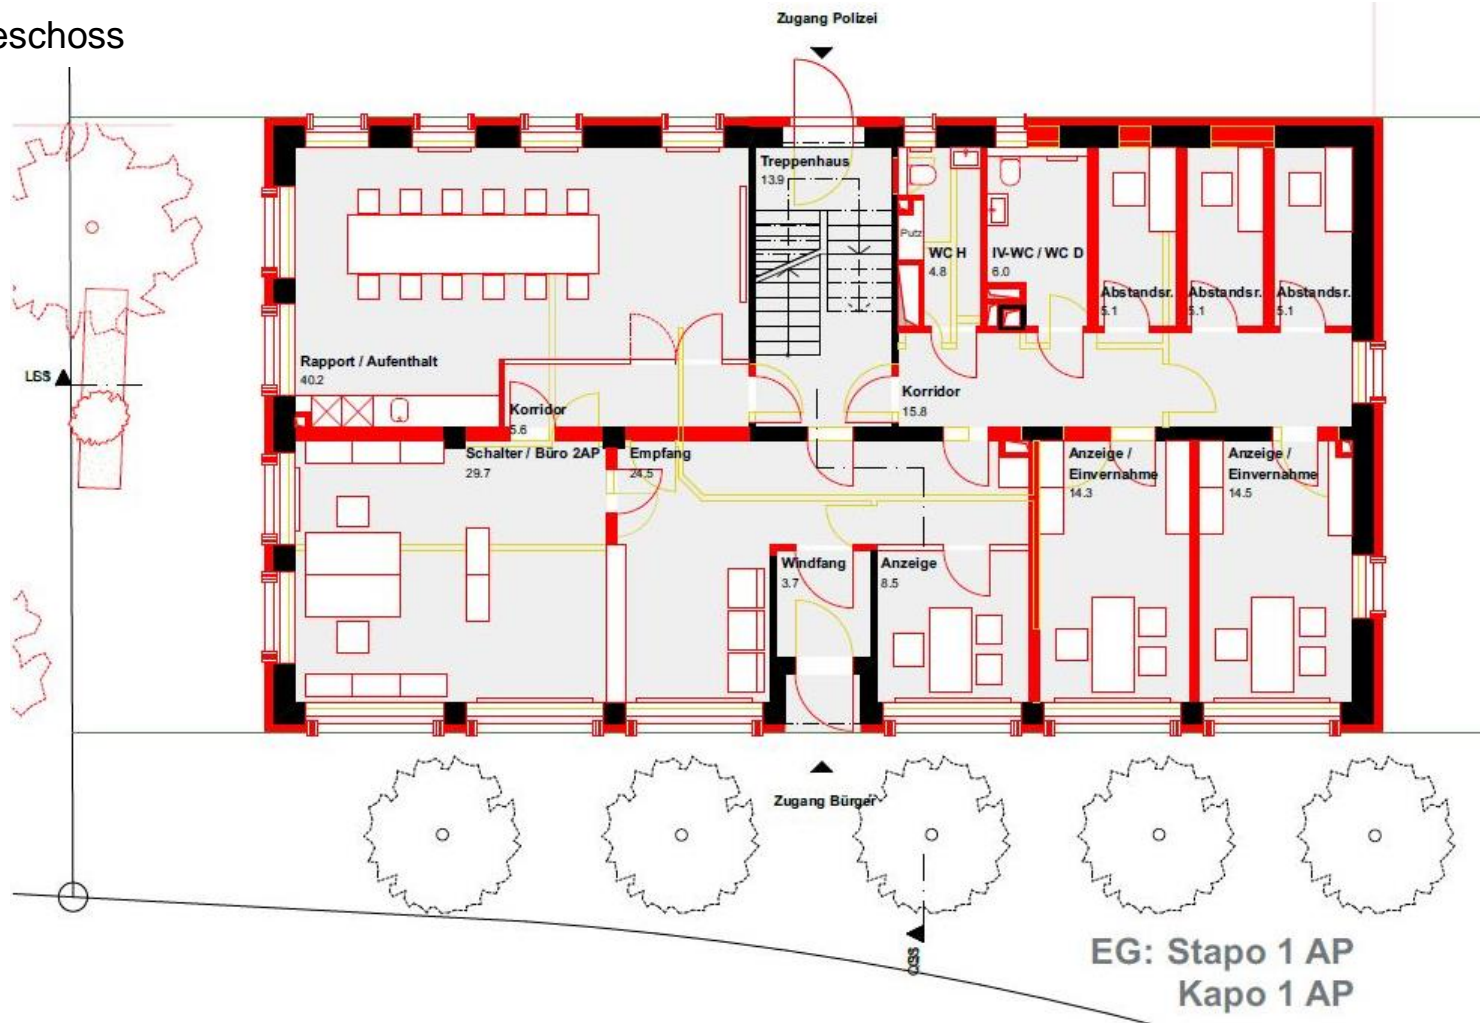 eschoss
Zugang Polizei
Treppenhaus
13.9
Putz
WC H
4.8
IV-WC / WC D
6.0
Abstandsr.
5.1
Abstandsr.
5.1
Abstandsr.
5.1
Rapport / Aufenthalt
40.2
Korridor
5.6
Korridor
15.8
Schalter / Büro 2AP
29.7
Empfang
24.5
Anzeige /
Einvernahme
14.3
Anzeige /
Einvernahme
14.5
Windfang
3.7
Anzeige
8.5
Zugang Bürger
EG: Stapo 1 AP
Kapo 1 AP